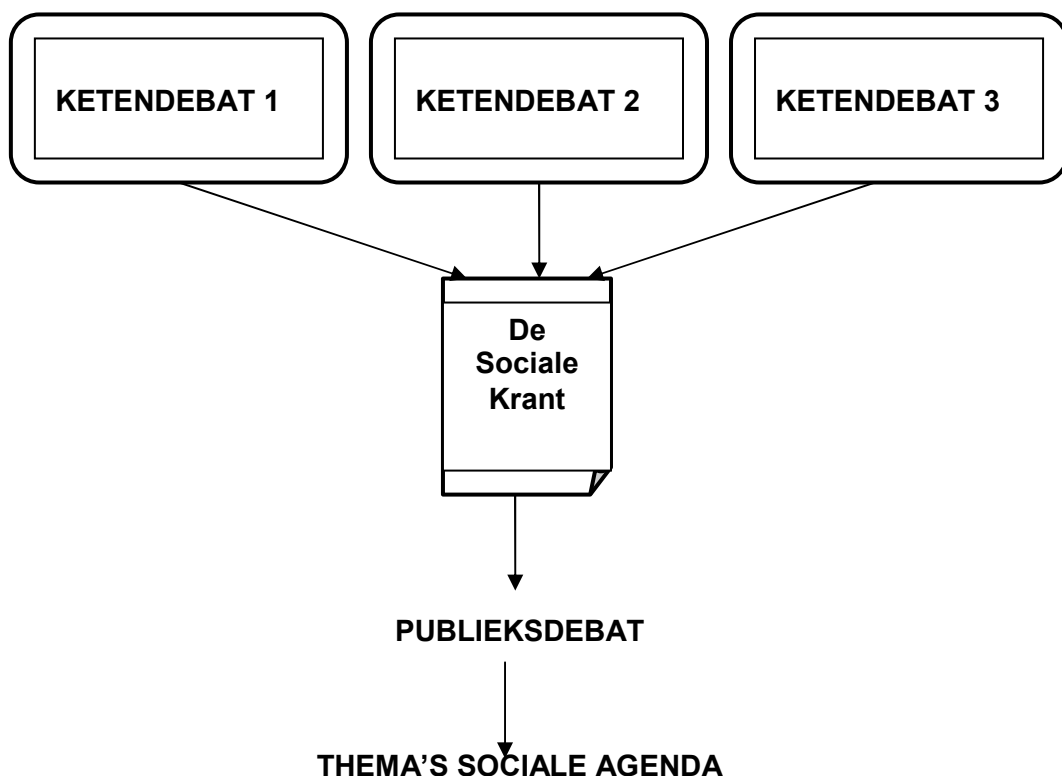 KETENDEBAT 1
KETENDEBAT 2
KETENDEBAT 3
De
Sociale
Krant
PUBLIEKSDEBAT
THEMA'S SOCIALE AGENDA